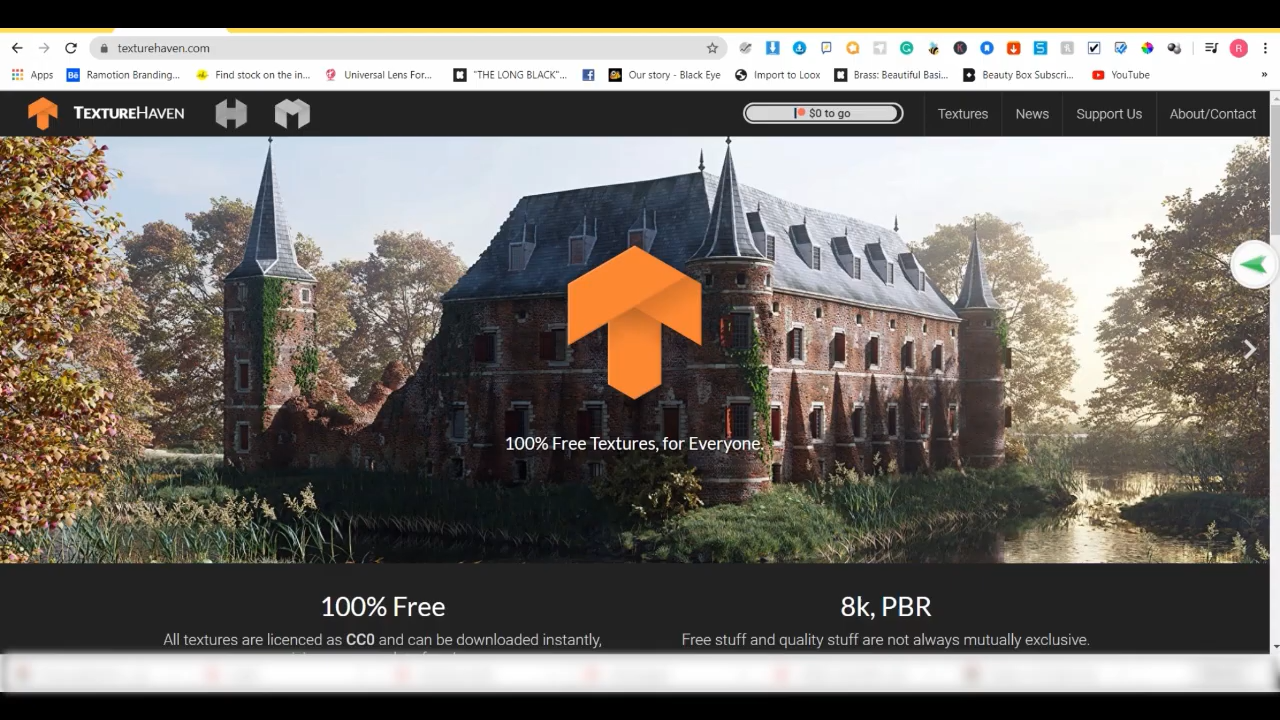 texturehaven.com
R
Apps
Bē Ramotion Branding...
Find stock on the in...
Universal Lens For...
"THE LONG BLACK"...
Our story - Black Eye
Import to Loox
Brass: Beautiful Basi...
Beauty Box Subscri...
YouTube
»
TEXTUREHAVEN
$0 to go
Textures
News
Support Us
About/Contact
100% Free Textures, for Everyone.
100% Free
8k, PBR
All textures are licenced as CC0 and can be downloaded instantly,
Free stuff and quality stuff are not always mutually exclusive.